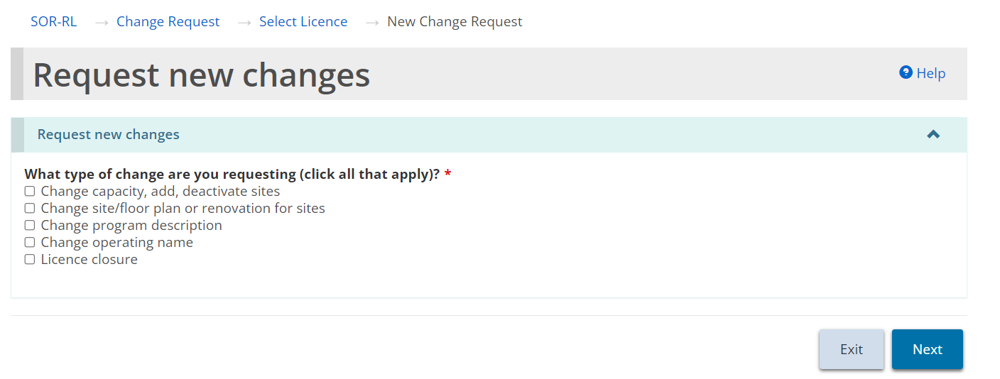 SOR-RL → Change Request → Select Licence → New Change Request
Request new changes
Help
Request new changes
What type of change are you requesting (click all that apply)? *
Change capacity, add, deactivate sites
Change site/floor plan or renovation for sites
Change program description
Change operating name
Licence closure
Exit Next